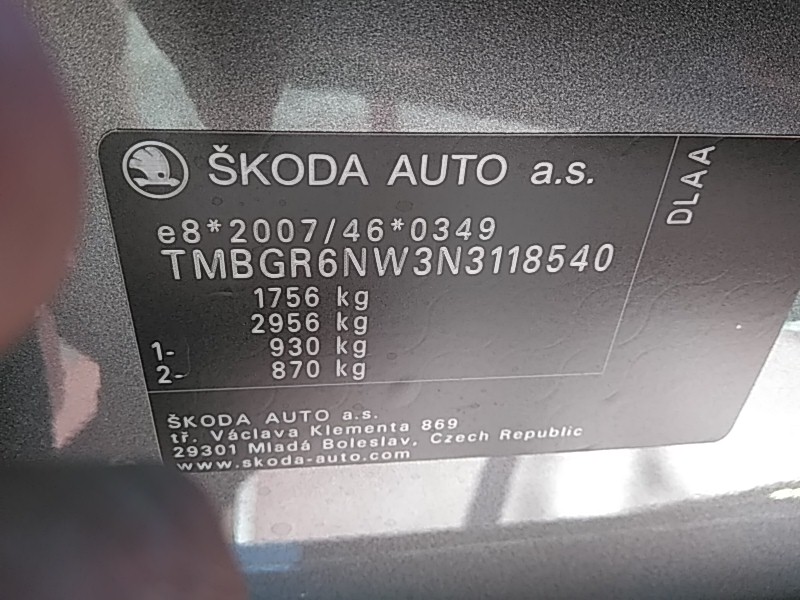 ŠKODA AUTO a.s.
DLAA
e8*2007/46*0349
TMBGR6NW3N3118540
1756 kg
2956 kg
1- 930 kg
2- 870 kg
ŠKODA AUTO a.s.
tř. Václava Klementa 869
29301 Mladá Boleslav, Czech Republic
www.skoda-auto.com